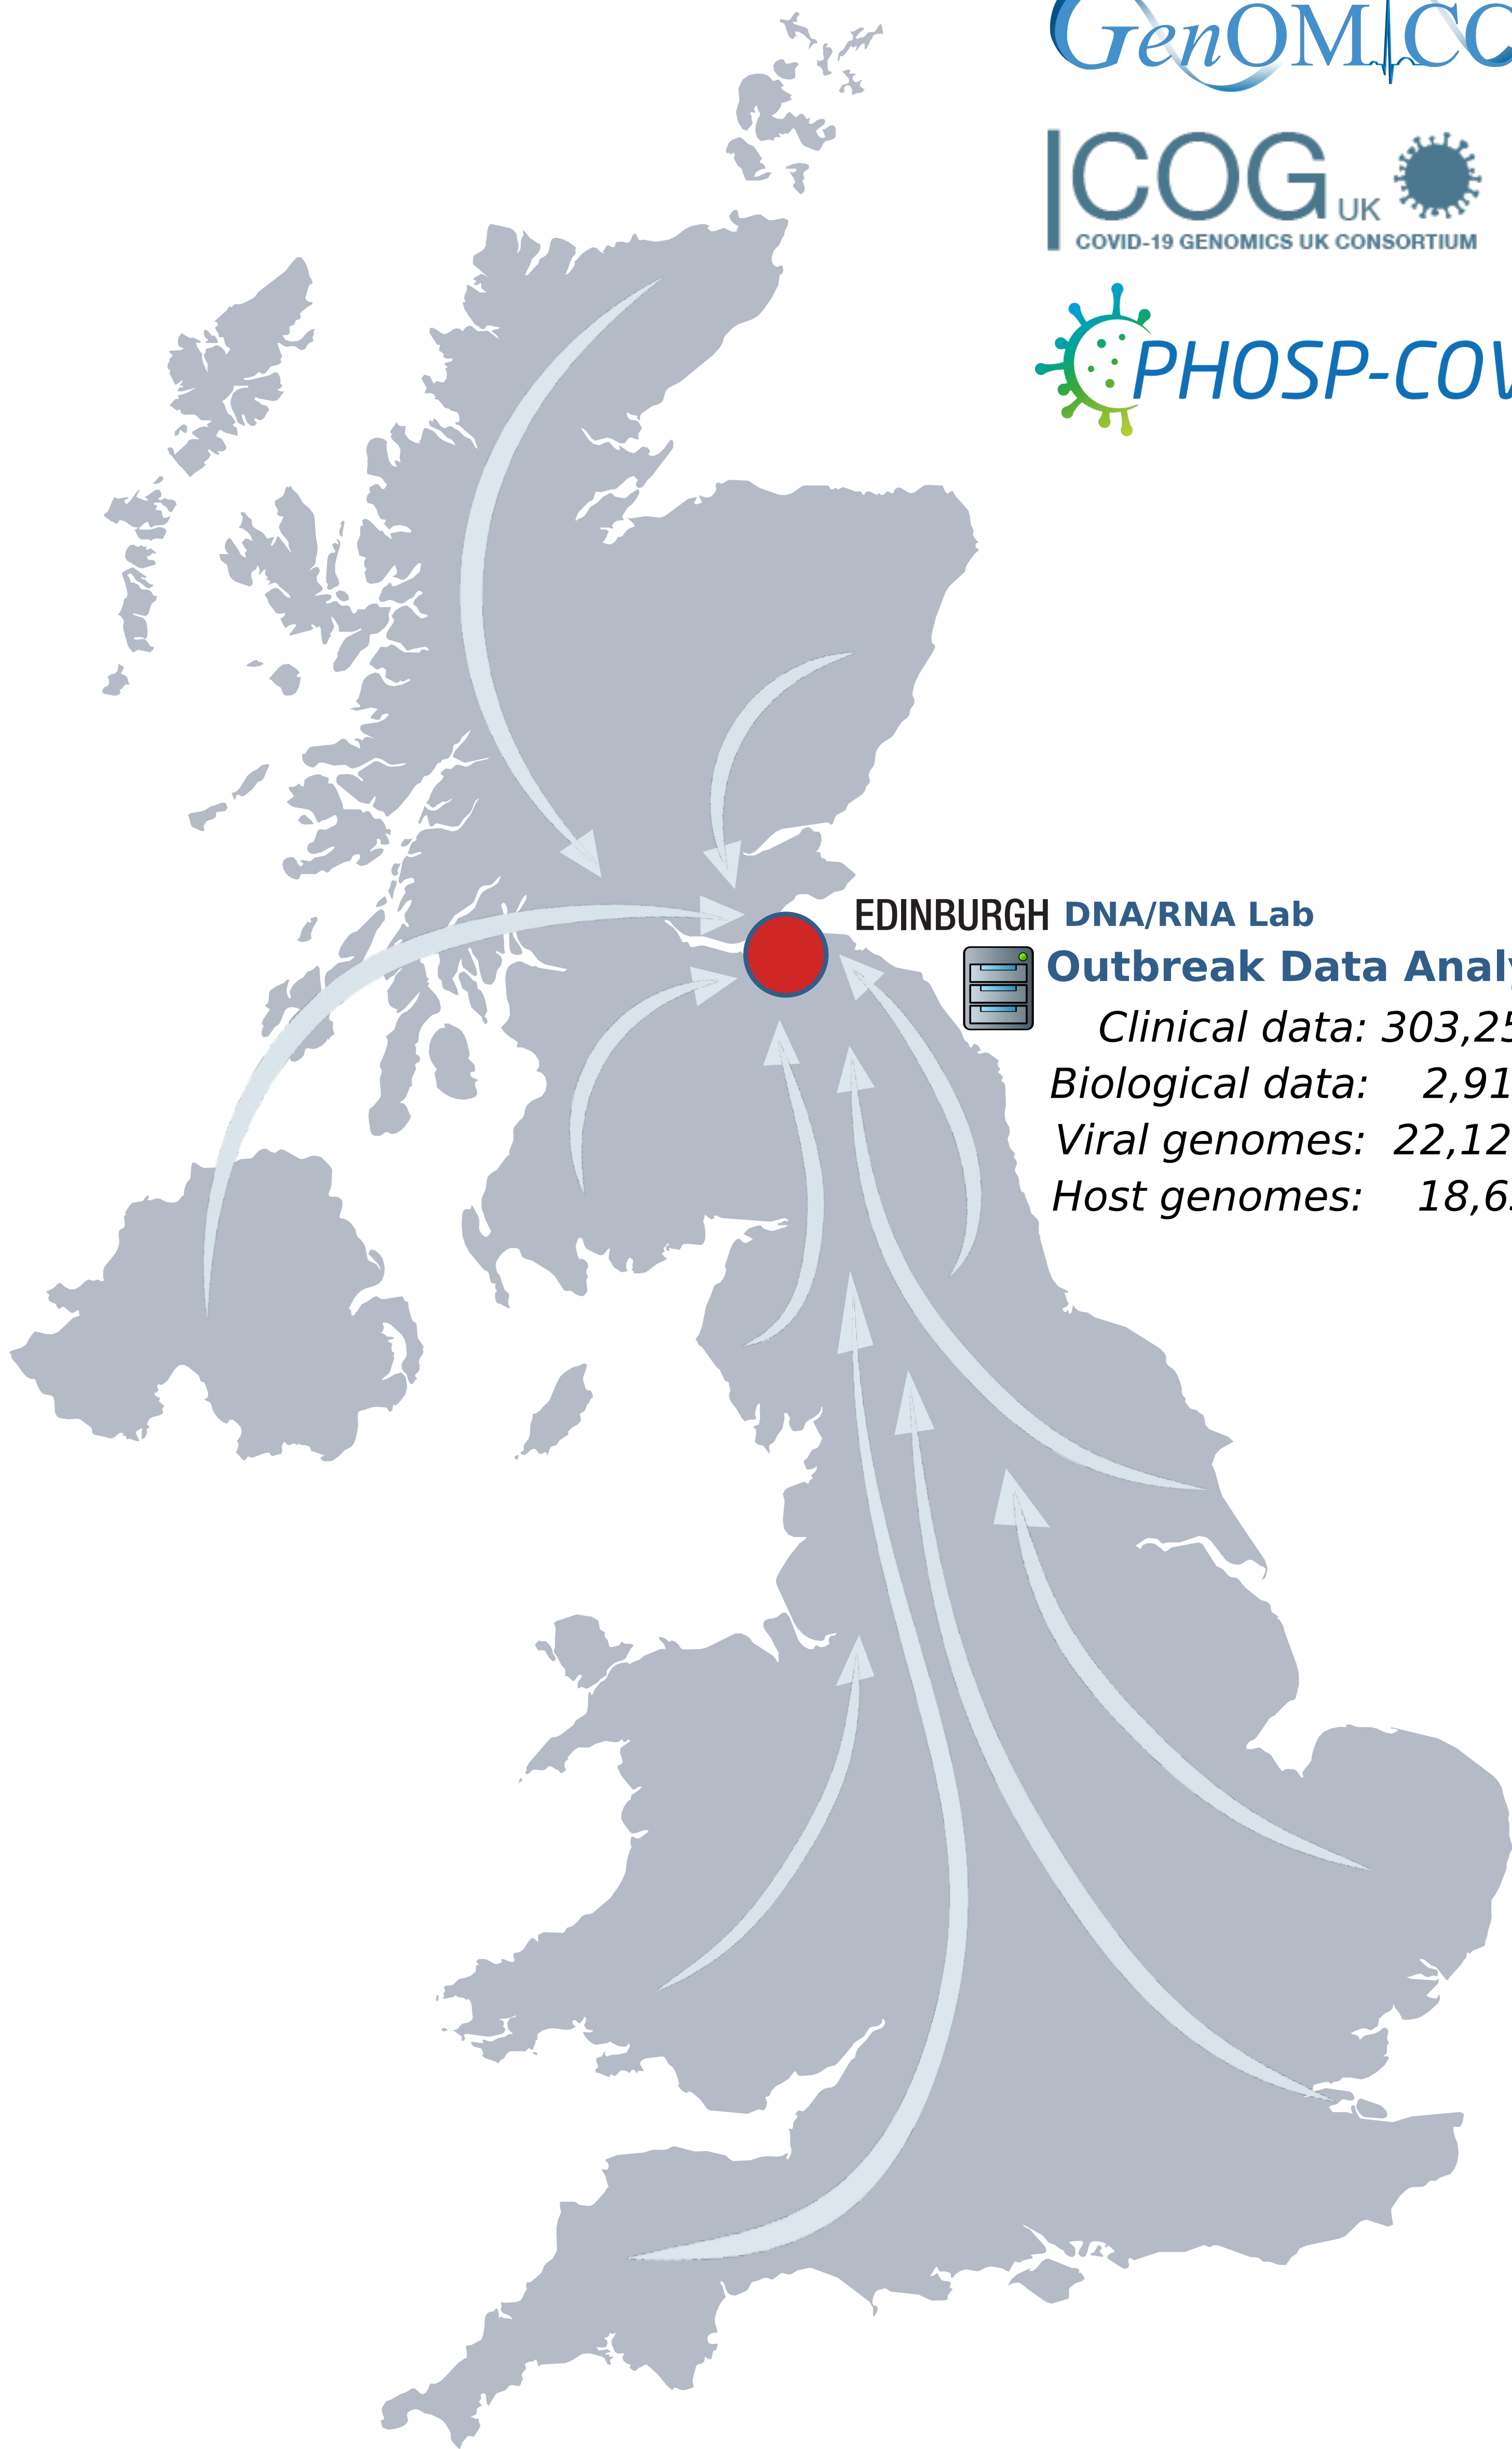 GenOMICC
COG UK
COVID-19 GENOMICS UK CONSORTIUM
PHOSP-COV
EDINBURGH DNA/RNA Lab
Outbreak Data Analy
Clinical data: 303,25
Biological data: 2,91
Viral genomes: 22,12
Host genomes: 18,6